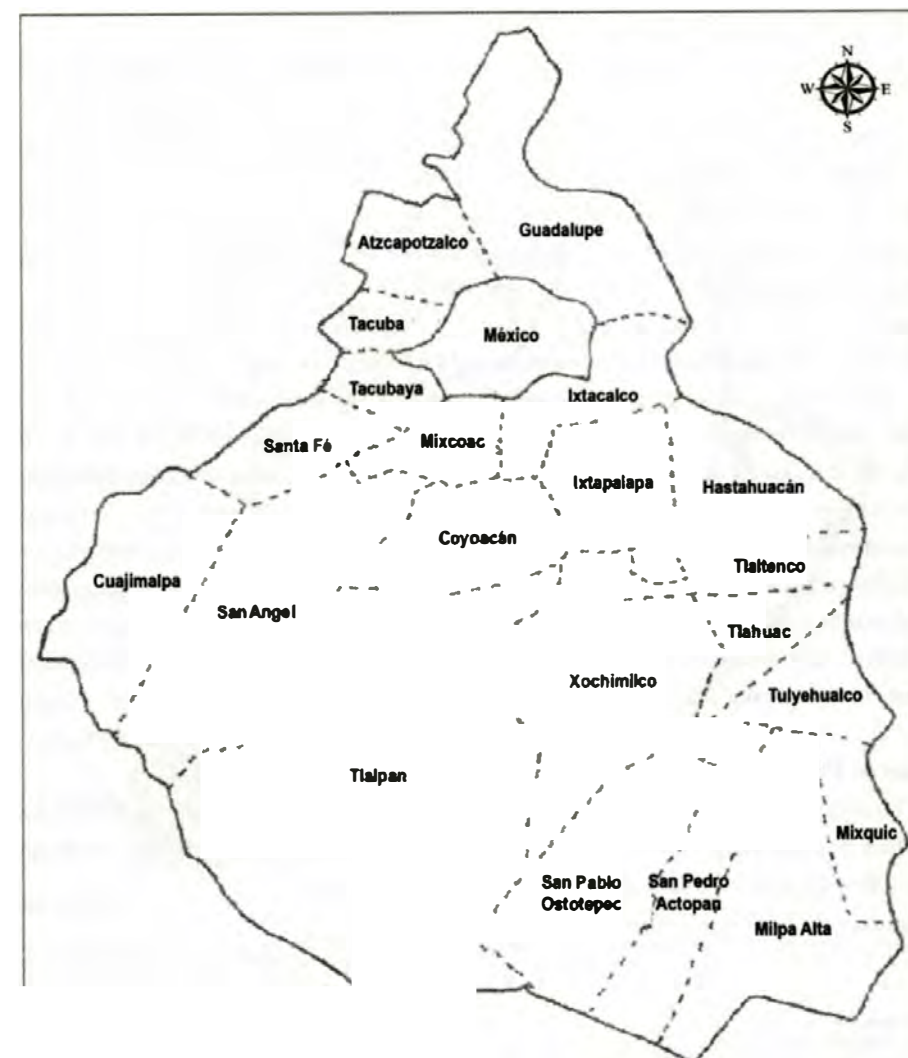 N
W E
S
Guadalupe
Atzcapotzalco
Tacuba
México
Tacubaya
Ixtacalco
Santa Fé
Mixcoac
Ixtapalapa
Hastahuacán
Coyoacán
Tlaltenco
Cuajimalpa
San Angel
Tlahuac
Xochimilco
Tulyehualco
Tlalpan
Mixquic
San Pablo
Ostotepec
San Pedro
Actopan
Milpa Alta